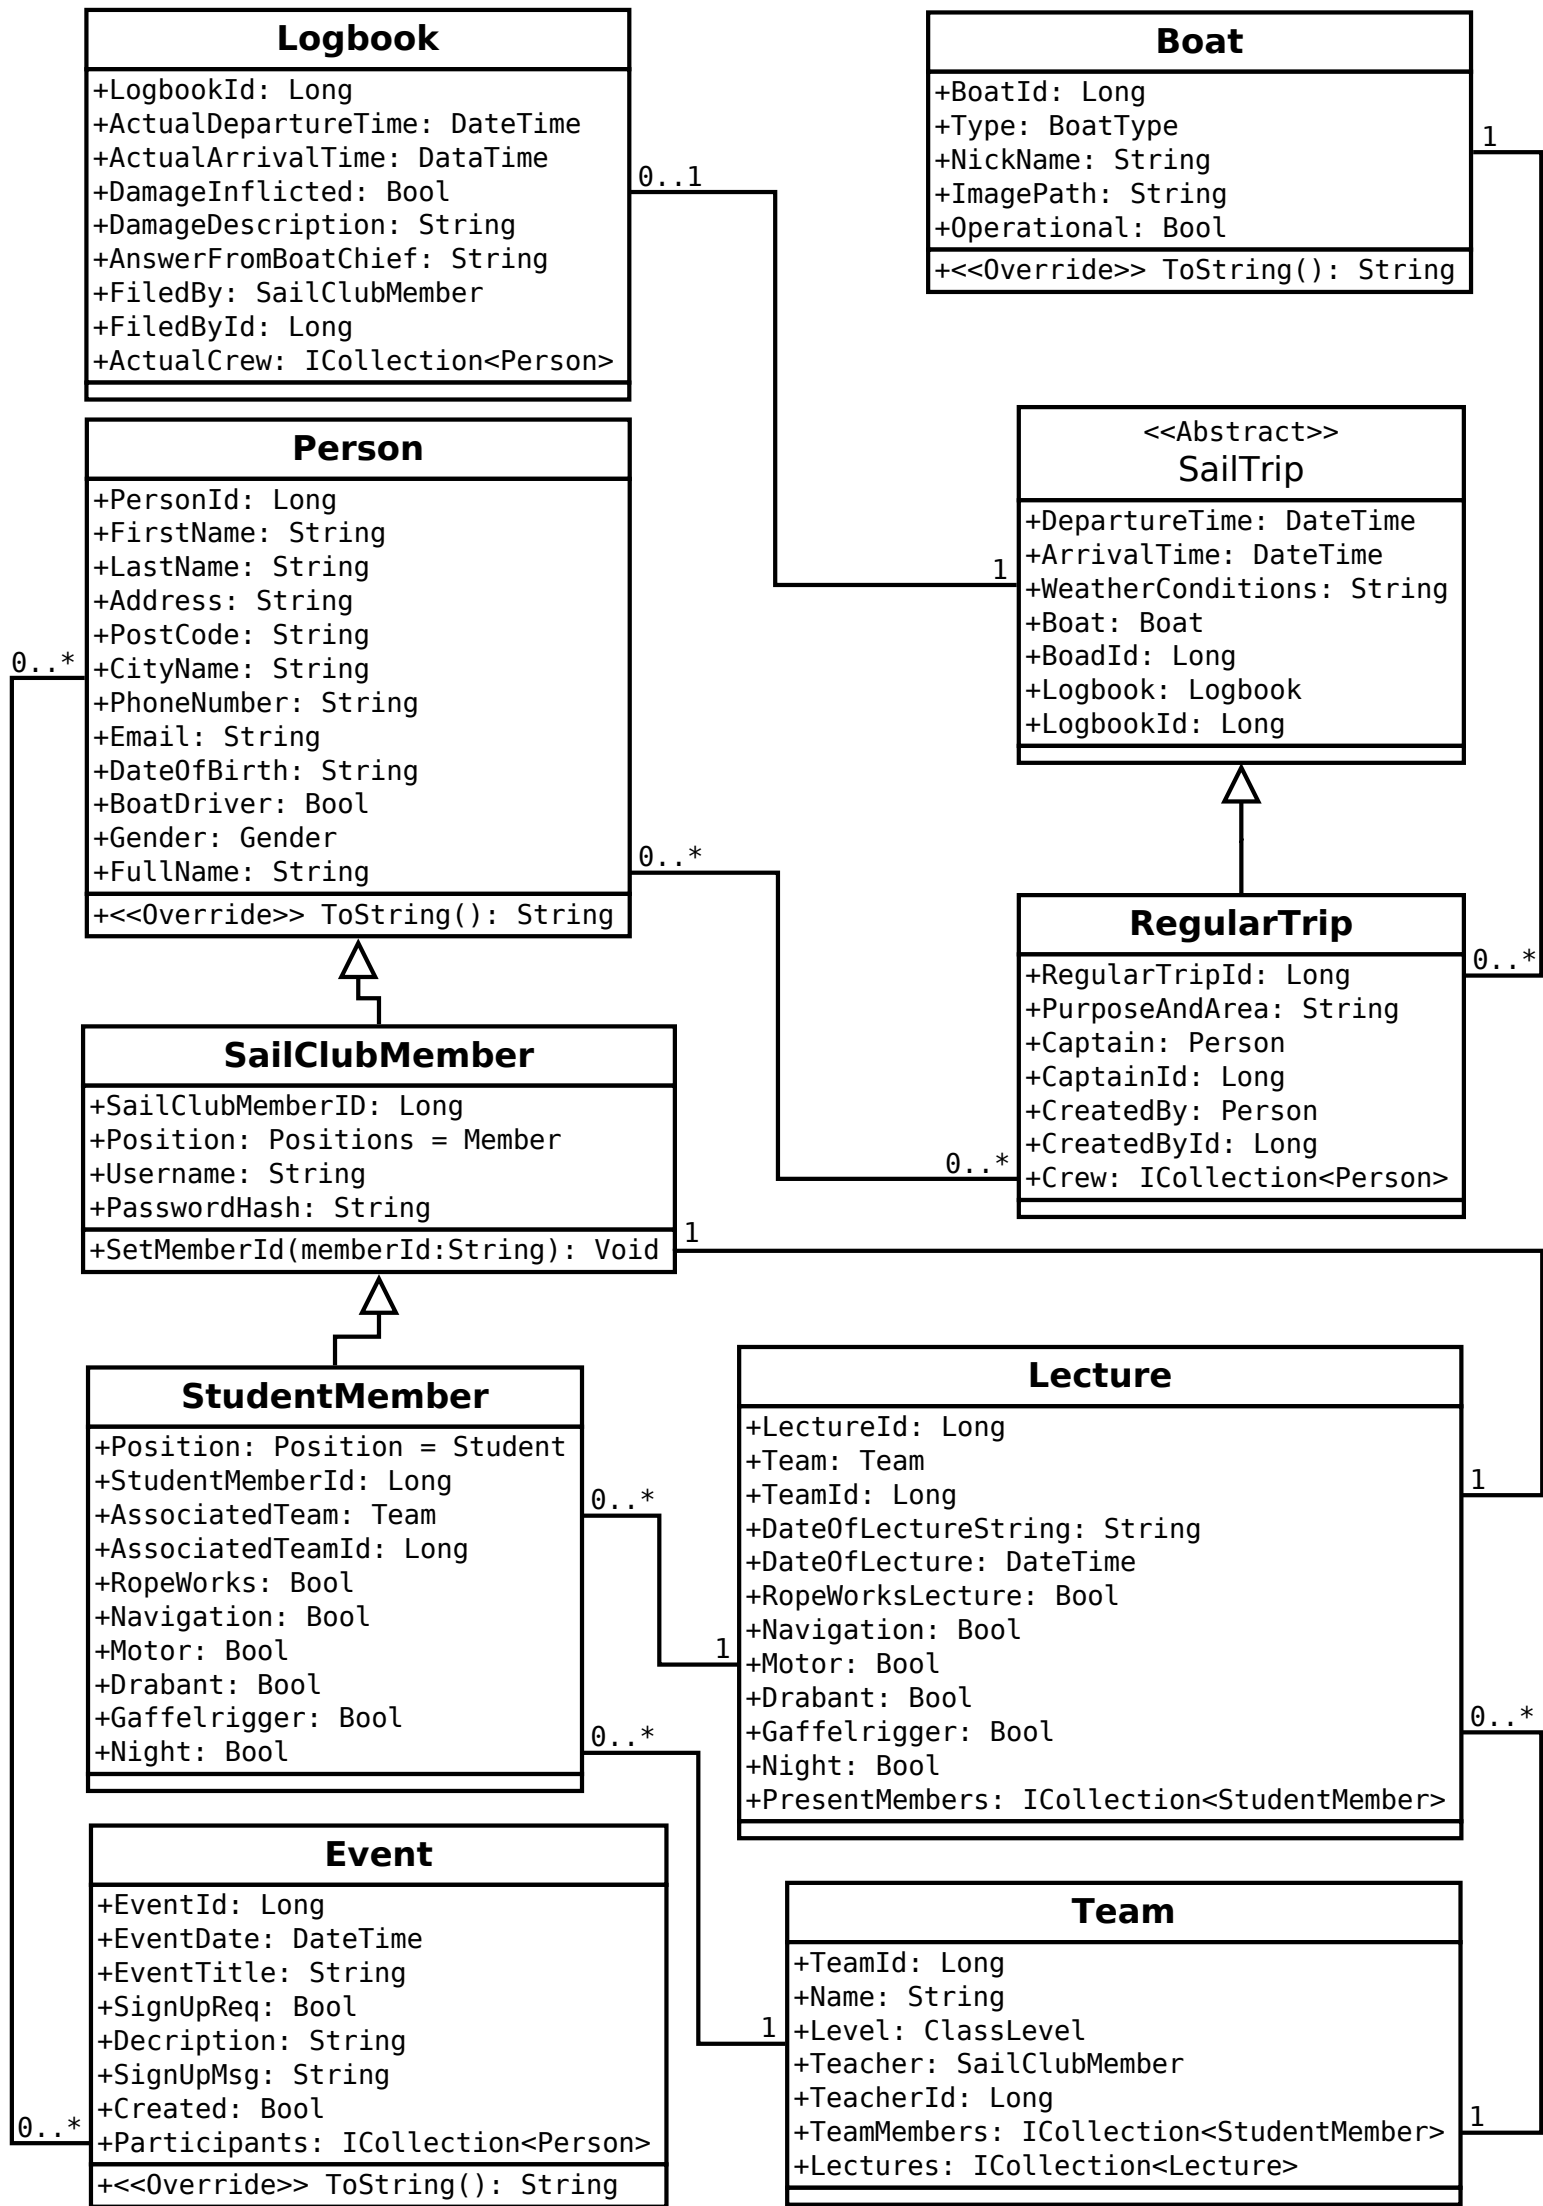 Logbook
+LogbookId: Long
+ActualDepartureTime: DateTime
+ActualArrivalTime: DataTime
+DamageInflicted: Bool
+DamageDescription: String
+AnswerFromBoatChief: String
+FiledBy: SailClubMember
+FiledById: Long
+ActualCrew: ICollection<Person>
0..1
Boat
+BoatId: Long
+Type: BoatType
+NickName: String
+ImagePath: String
+Operational: Bool
+<<Override>> ToString(): String
1
<<Abstract>>
SailTrip
+DepartureTime: DateTime
+ArrivalTime: DateTime
+WeatherConditions: String
+Boat: Boat
+BoadId: Long
+Logbook: Logbook
+LogbookId: Long
1
Person
+PersonId: Long
+FirstName: String
+LastName: String
+Address: String
+PostCode: String
+CityName: String
+PhoneNumber: String
+Email: String
+DateOfBirth: String
+BoatDriver: Bool
+Gender: Gender
+FullName: String
+<<Override>> ToString(): String
0..*
0..*
RegularTrip
+RegularTripId: Long
+PurposeAndArea: String
+Captain: Person
+CaptainId: Long
+CreatedBy: Person
+CreatedById: Long
+Crew: ICollection<Person>
0..*
0..*
SailClubMember
+SailClubMemberID: Long
+Position: Positions = Member
+Username: String
+PasswordHash: String
+SetMemberId(memberId:String): Void
1
StudentMember
+Position: Position = Student
+StudentMemberId: Long
+AssociatedTeam: Team
+AssociatedTeamId: Long
+RopeWorks: Bool
+Navigation: Bool
+Motor: Bool
+Drabant: Bool
+Gaffelrigger: Bool
+Night: Bool
0..*
0..*
Lecture
+LectureId: Long
+Team: Team
+TeamId: Long
+DateOfLectureString: String
+DateOfLecture: DateTime
+RopeWorksLecture: Bool
+Navigation: Bool
+Motor: Bool
+Drabant: Bool
+Gaffelrigger: Bool
+Night: Bool
+PresentMembers: ICollection<StudentMember>
1
1
0..*
Event
+EventId: Long
+EventDate: DateTime
+EventTitle: String
+SignUpReq: Bool
+Decription: String
+SignUpMsg: String
+Created: Bool
+Participants: ICollection<Person>
+<<Override>> ToString(): String
0..*
Team
+TeamId: Long
+Name: String
+Level: ClassLevel
+Teacher: SailClubMember
+TeacherId: Long
+TeamMembers: ICollection<StudentMember>
+Lectures: ICollection<Lecture>
1
1